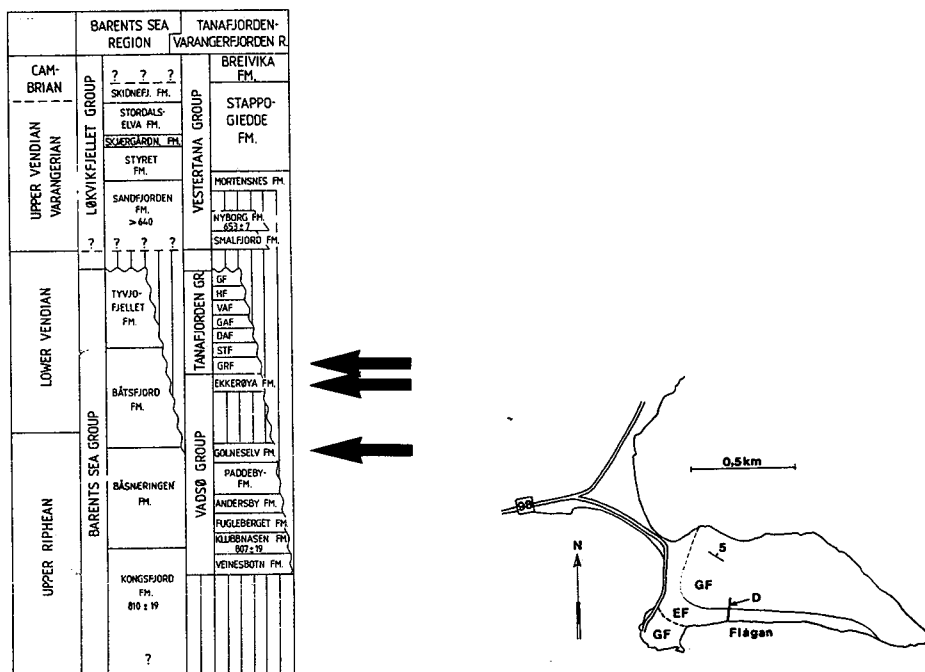 BARENTS SEA
REGION
TANAFJORDEN-
VARANGERFJORDEN R.
CAM-
BRIAN
UPPER VENDIAN
VARANGERIAN
LOWER VENDIAN
UPPER RIPHEAN
LØKVIKFJELLET GROUP
BARENTS SEA GROUP
? ? ?
SKIDNEFJ. FM.
STORDALS-
ELVA FM.
SKJÆRGÅRDN. FM.
STYRET
FM.
SANDFJORDEN
FM.
> 640
? ? ? ?
TYVJO-
FJELLET
FM.
BÅTSFJORD
FM.
BÅSNÆRINGEN
FM.
KONGSFJORD
FM.
810 ± 19
?
VESTERTANA GROUP
TANAFJORDEN GR.
VADSØ GROUP
BREIVIKA
FM.
STAPPO-
GIEDDE
FM.
MORTENSNES FM.
NYBORG FM.
653 ± 7
SMALFJORD FM.
GF
HF
VAF
GAF
DAF
STF
GRF
EKKERØYA FM.
GOLNESELV FM.
PADDEBY-
FM.
ANDERSBY FM.
FUGLEBERGET FM.
KLUBBNASEN FM.
807 ± 19
VEINESBOTN FM.
0,5km
98
N
5
GF
D
EF
GF
Flågan